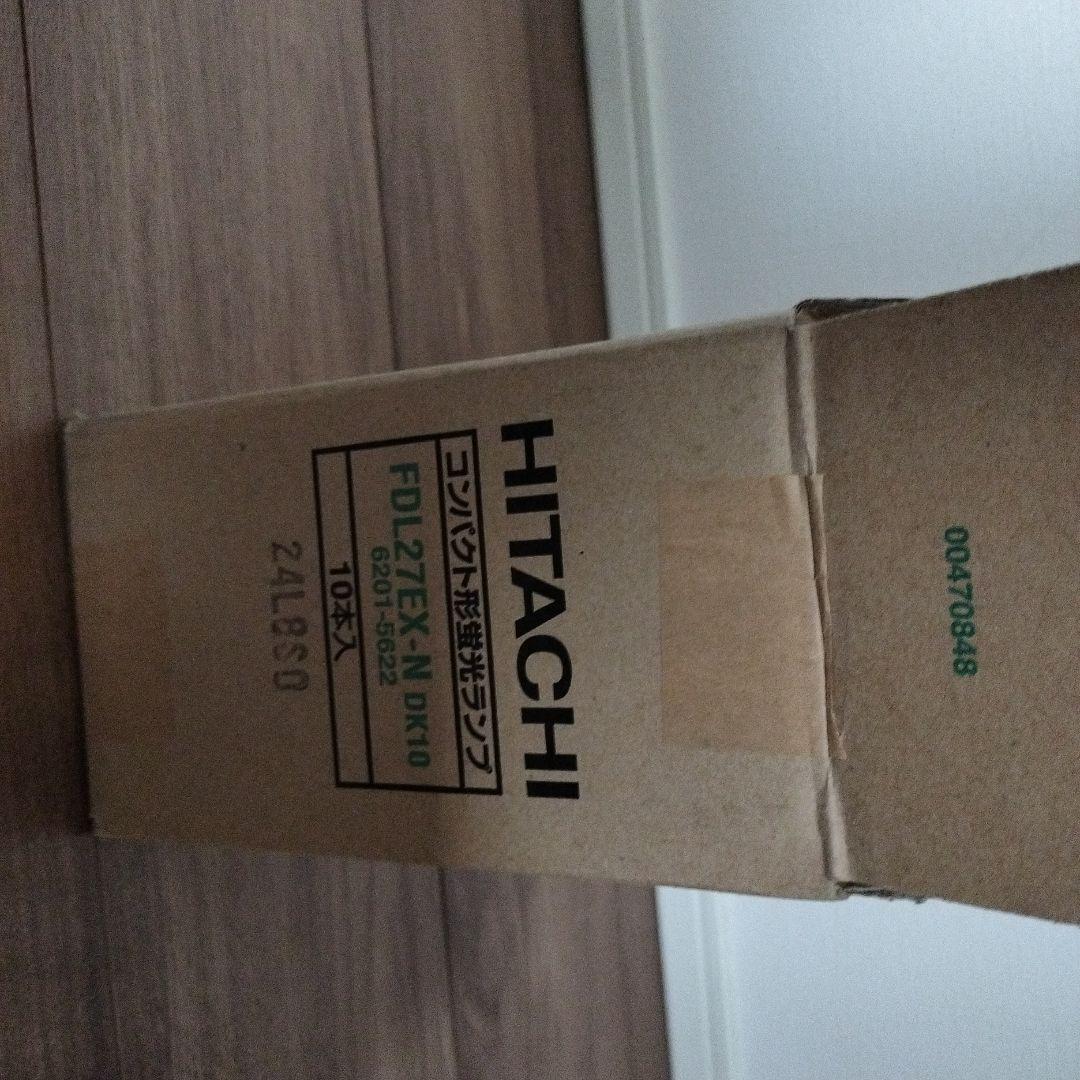 00470848
HITACHI
コンパクト形蛍光ランプ
FDL27EX-N DK10
6201-5622
10本入
24L8S0